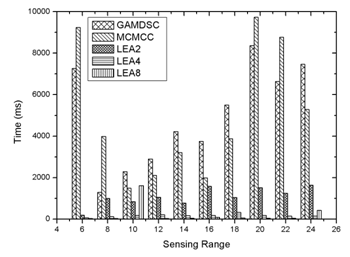 10000
8000
6000
4000
2000
0
Time (ms)
GAMDSC
MCMCC
LEA2
LEA4
LEA8
4 6 8 10 12 14 16 18 20 22 24 26
Sensing Range